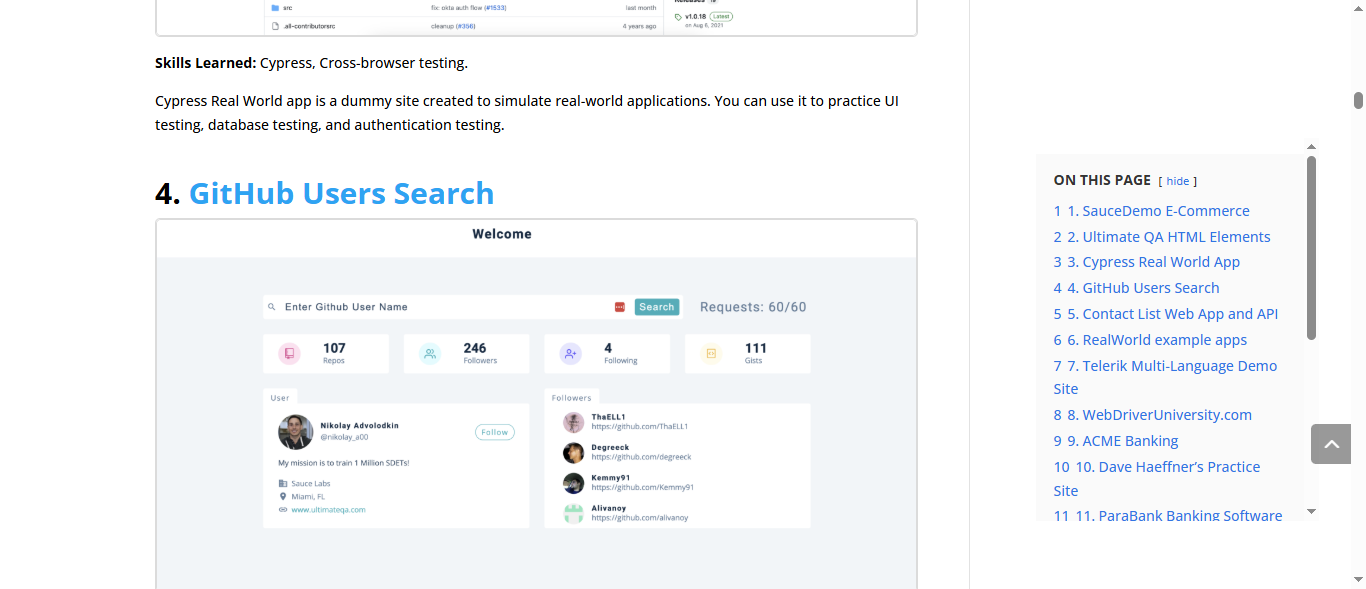 src fix: okta auth flow (#1533) last month
.all-contributorsrc cleanup (#356) 4 years ago
v1.0.18 Latest
on Aug 6, 2021
Skills Learned: Cypress, Cross-browser testing.
Cypress Real World app is a dummy site created to simulate real-world applications. You can use it to practice UI
testing, database testing, and authentication testing.
4. GitHub Users Search
Welcome
Enter Github User Name Search Requests: 60/60
107 246 4 111
Repos Followers Following Gists
User
Nikolay Advolodkin
@nikolay_a00
Follow
My mission is to train 1 Million SDETs!
Sauce Labs
Miami, FL
www.ultimateqa.com
Followers
ThaELL1
https://github.com/ThaELL1
Degreeck
https://github.com/degreeck
Kemmy91
https://github.com/Kemmy91
Alivanoy
https://github.com/alivanoy
ON THIS PAGE [ hide ]
1 1. SauceDemo E-Commerce
2 2. Ultimate QA HTML Elements
3 3. Cypress Real World App
4 4. GitHub Users Search
5 5. Contact List Web App and API
6 6. RealWorld example apps
7 7. Telerik Multi-Language Demo
Site
8 8. WebDriverUniversity.com
9 9. ACME Banking
10 10. Dave Haeffner's Practice
Site
11 11. ParaBank Banking Software